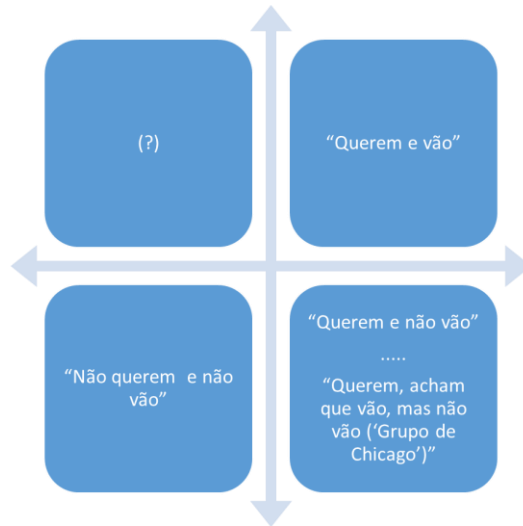 (?)
“Querem e vão”
“Não querem e não
vão”
“Querem e não vão”
.....
“Querem, acham
que vão, mas não
vão (‘Grupo de
Chicago’)”